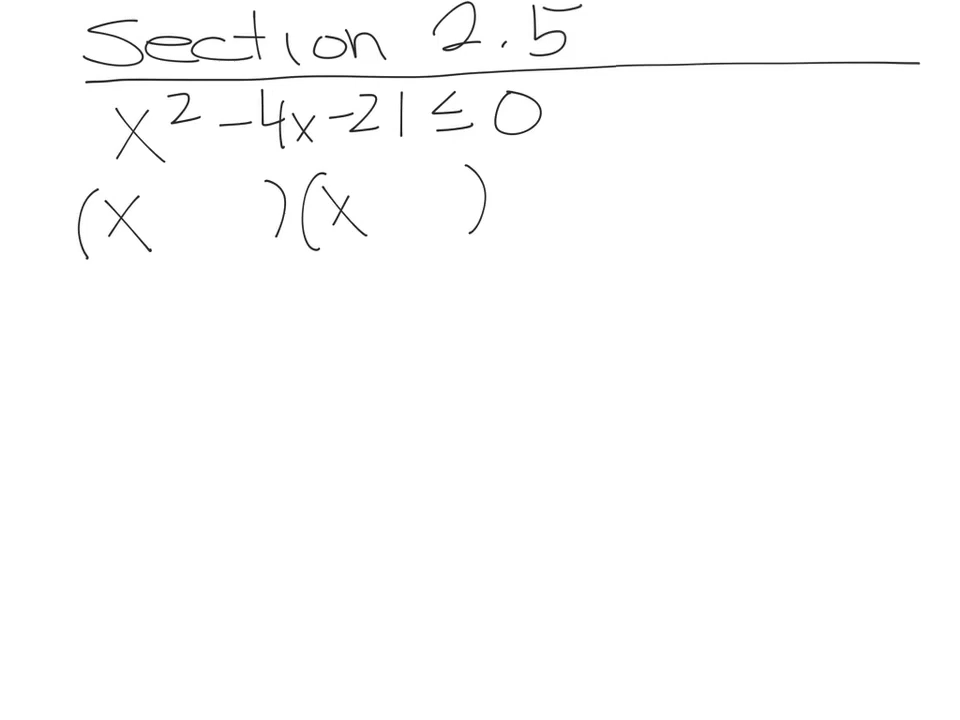 Section 2.5
x² - 4x - 21 ≤ 0
(x    )(x    )